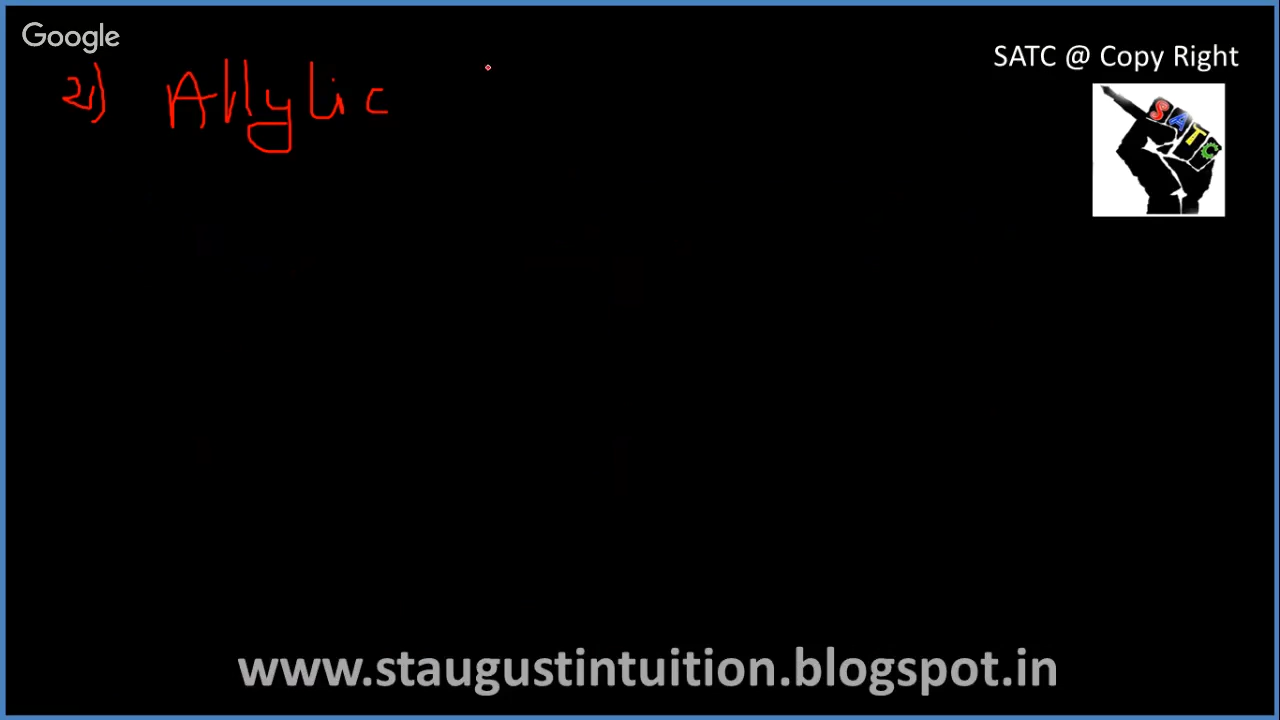 Google
SATC @ Copy Right
2) Allylic
SATC
www.staugustintuition.blogspot.in